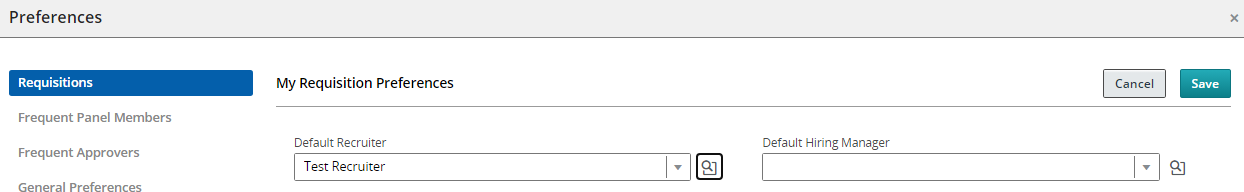 Preferences ×
Requisitions
My Requisition Preferences
Cancel
Save
Frequent Panel Members
Frequent Approvers
General Preferences
Default Recruiter
Test Recruiter
Default Hiring Manager